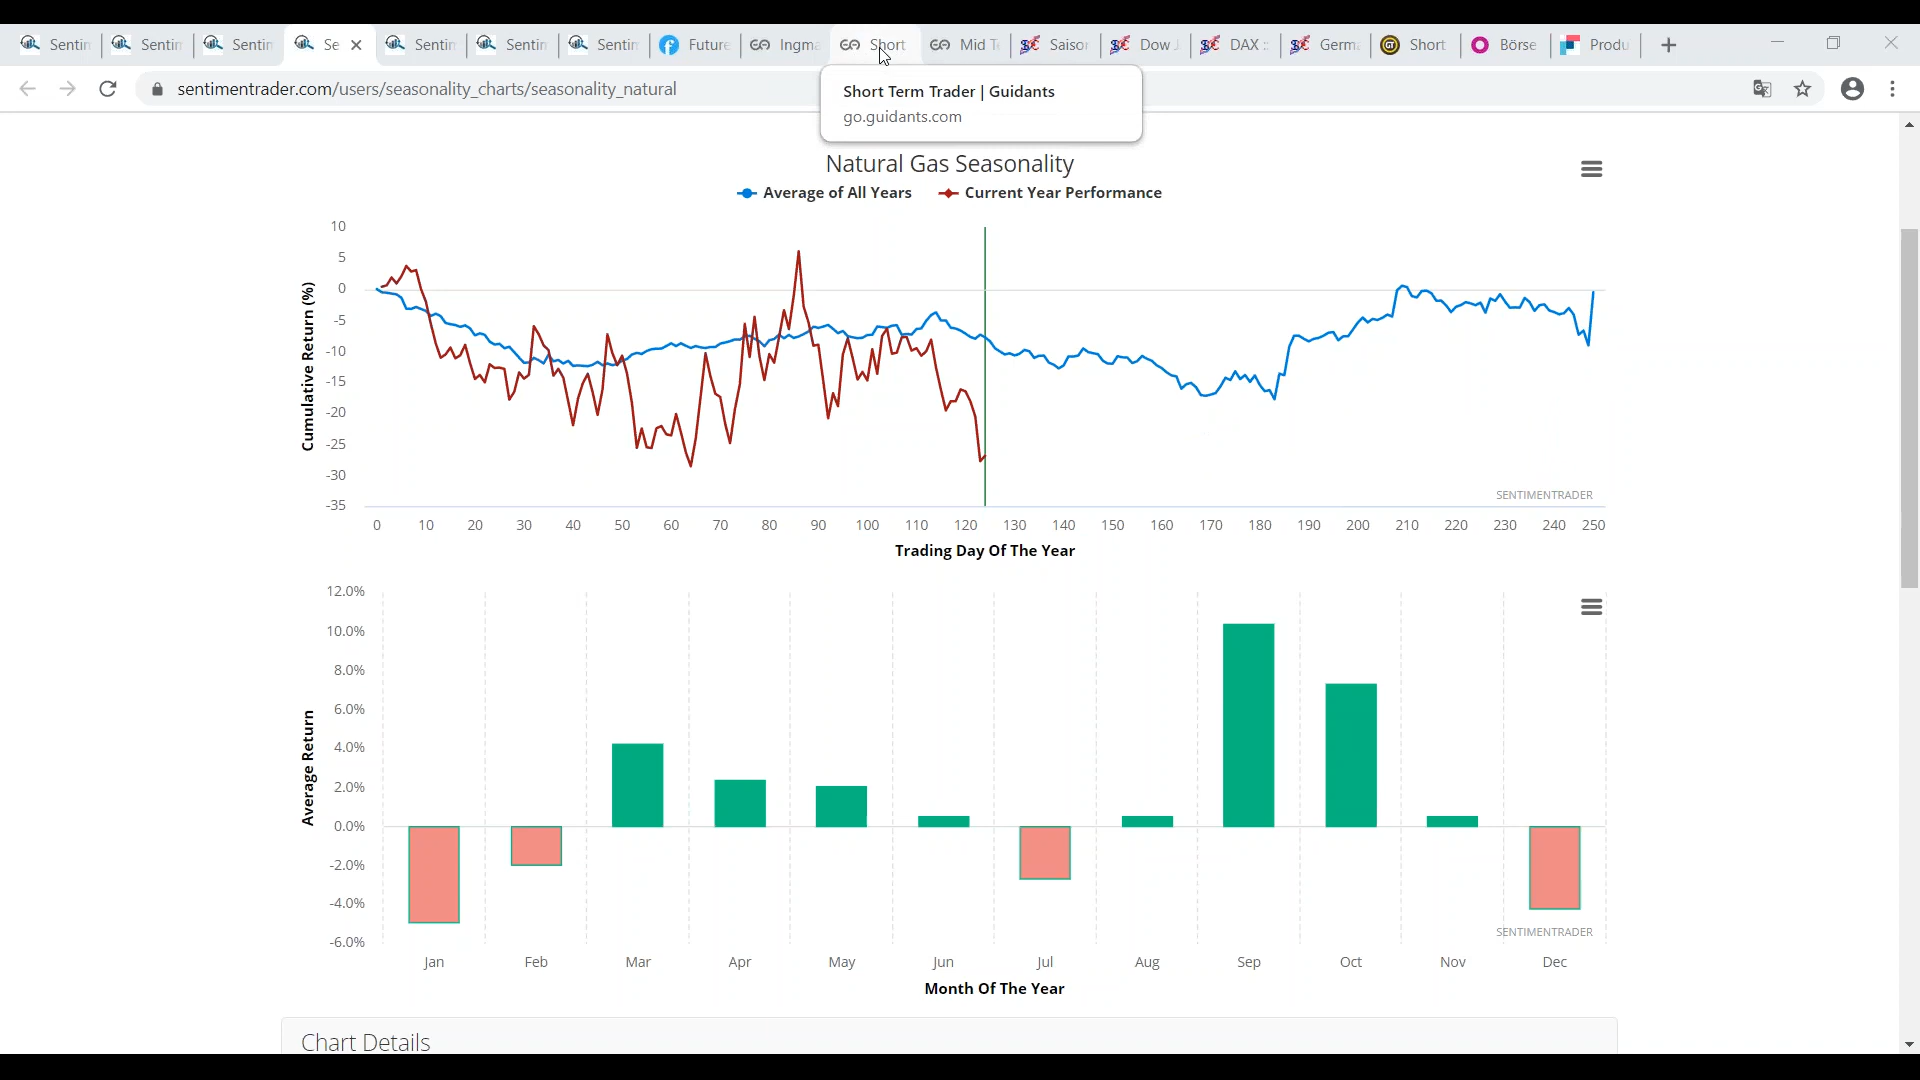 Sentin Sentin Sentin Se Sentin Sentin Sentin Future Ingma Short Mid T Saison Dow J DAX : Germa Short Börse Produ
sentimentrader.com/users/seasonality_charts/seasonality_natural
Short Term Trader | Guidants
go.guidants.com
Natural Gas Seasonality
Average of All Years Current Year Performance
Cumulative Return (%)
10
5
0
-5
-10
-15
-20
-25
-30
-35
SENTIMENTRADER
0 10 20 30 40 50 60 70 80 90 100 110 120 130 140 150 160 170 180 190 200 210 220 230 240 250
Trading Day Of The Year
Average Return
12.0%
10.0%
8.0%
6.0%
4.0%
2.0%
0.0%
-2.0%
-4.0%
-6.0%
SENTIMENTRADER
Jan Feb Mar Apr May Jun Jul Aug Sep Oct Nov Dec
Month Of The Year
Chart Details